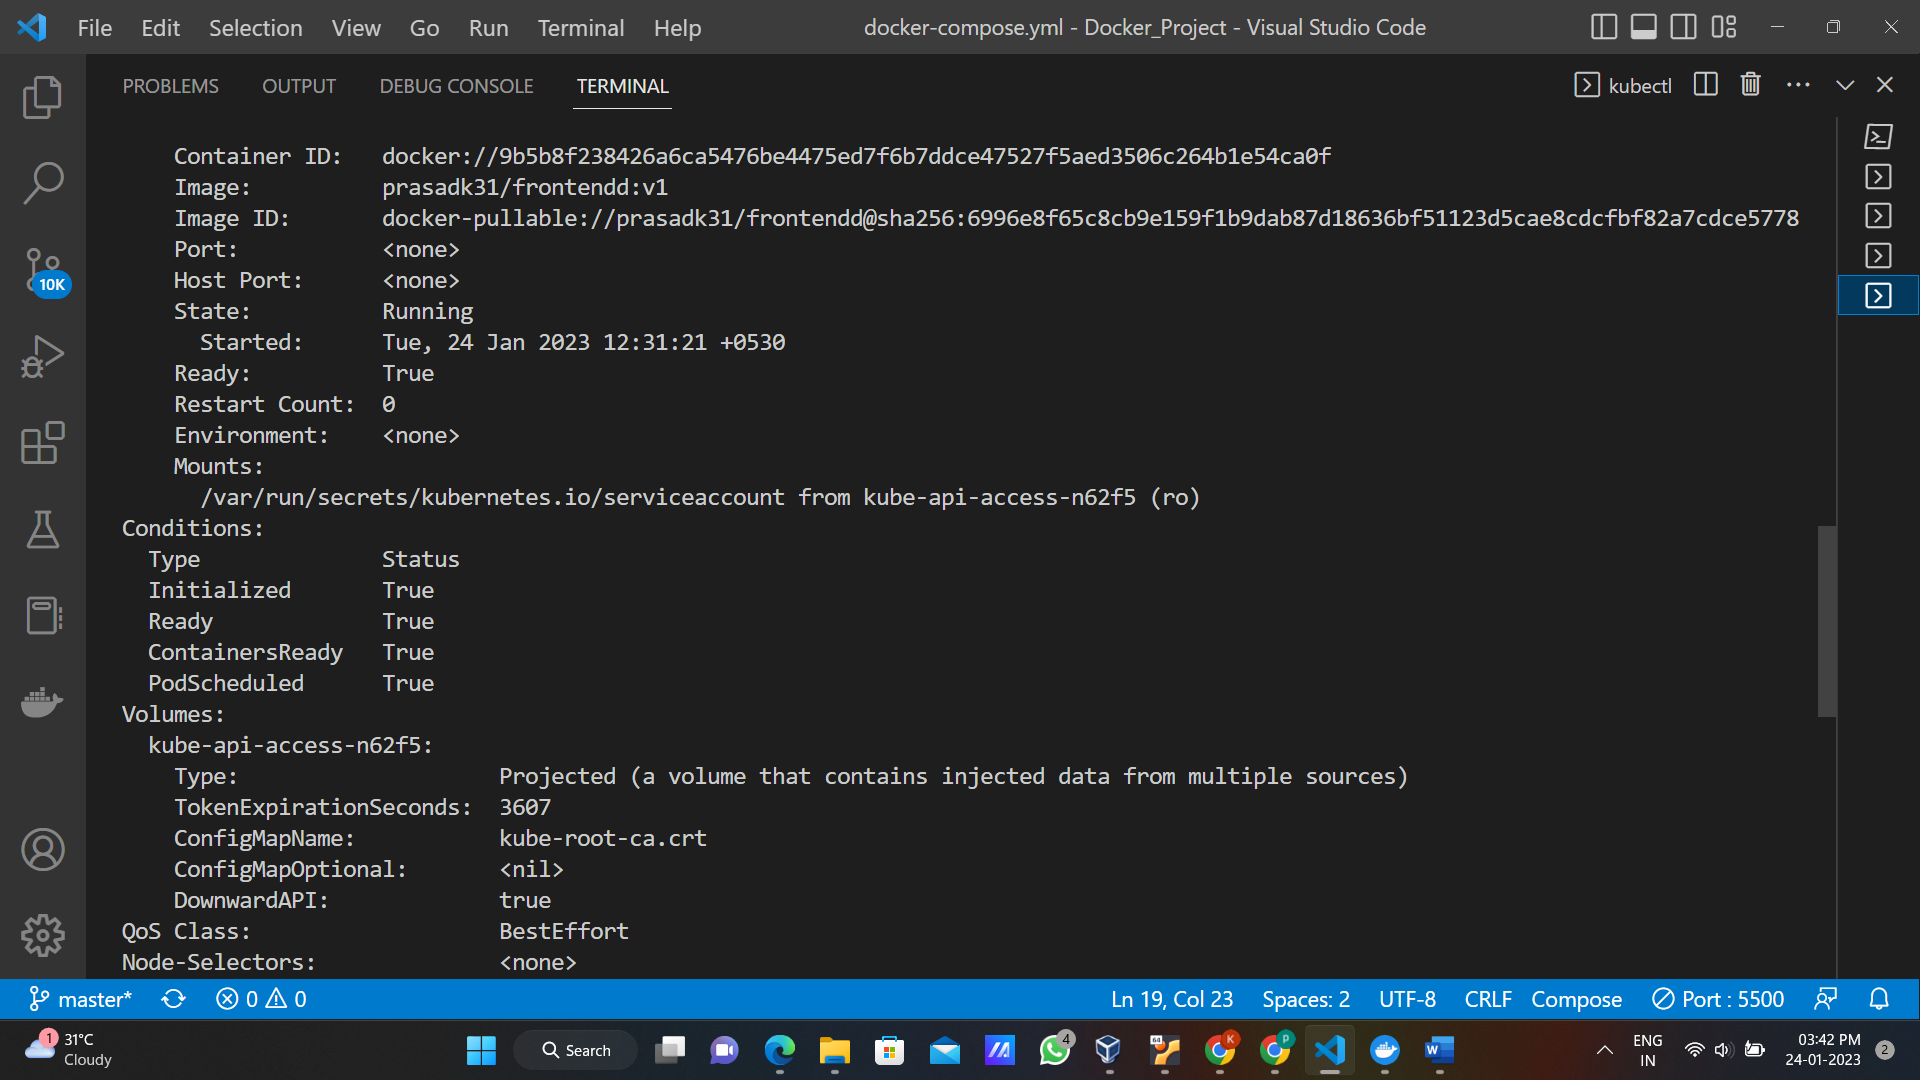 File Edit Selection View Go Run Terminal Help docker-compose.yml - Docker_Project - Visual Studio Code
PROBLEMS OUTPUT DEBUG CONSOLE TERMINAL kubectl
Container ID: docker://9b5b8f238426a6ca5476be4475ed7f6b7ddce47527f5aed3506c264b1e54ca0f
Image: prasadk31/frontendd:v1
Image ID: docker-pullable://prasadk31/frontendd@sha256:6996e8f65c8cb9e159f1b9dab87d18636bf51123d5cae8cdcfbf82a7cdce5778
Port: <none>
Host Port: <none>
State: Running
Started: Tue, 24 Jan 2023 12:31:21 +0530
Ready: True
Restart Count: 0
Environment: <none>
Mounts:
/var/run/secrets/kubernetes.io/serviceaccount from kube-api-access-n62f5 (ro)
Conditions:
Type Status
Initialized True
Ready True
ContainersReady True
PodScheduled True
Volumes:
kube-api-access-n62f5:
Type: Projected (a volume that contains injected data from multiple sources)
TokenExpirationSeconds: 3607
ConfigMapName: kube-root-ca.crt
ConfigMapOptional: <nil>
DownwardAPI: true
QoS Class: BestEffort
Node-Selectors: <none>
10K
master* 0 0 Ln 19, Col 23 Spaces: 2 UTF-8 CRLF Compose Port : 5500
1 31°C
Cloudy
Search
4
64
K
P
W
ENG
IN
03:42 PM
24-01-2023
2